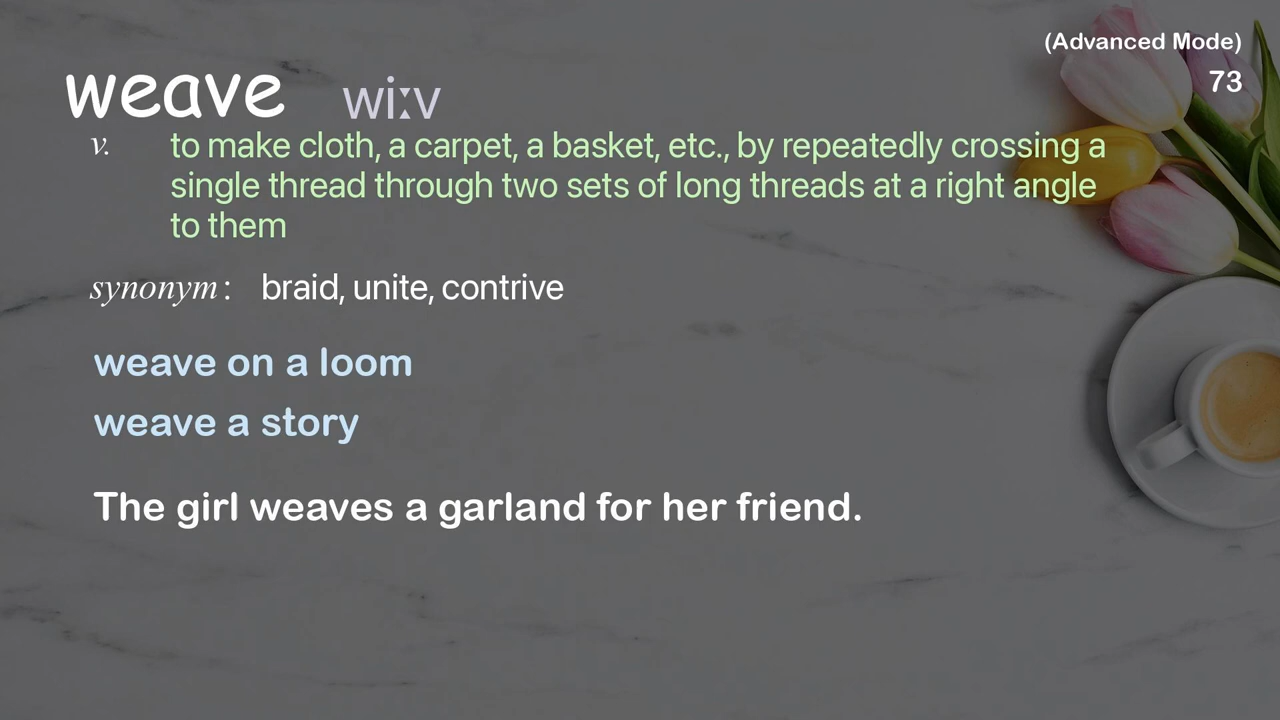 (Advanced Mode)
73
weave wi:v
v. to make cloth, a carpet, a basket, etc., by repeatedly crossing a
single thread through two sets of long threads at a right angle
to them
synonym: braid, unite, contrive
weave on a loom
weave a story
The girl weaves a garland for her friend.